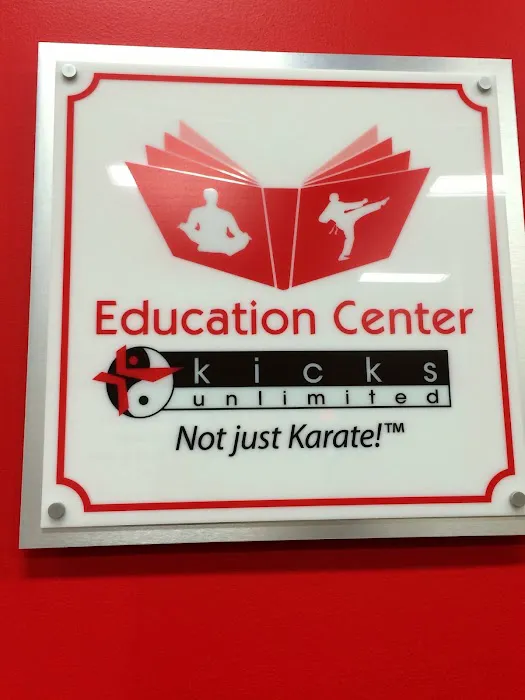 Education Center
kicks
unlimited
Not just Karate!™